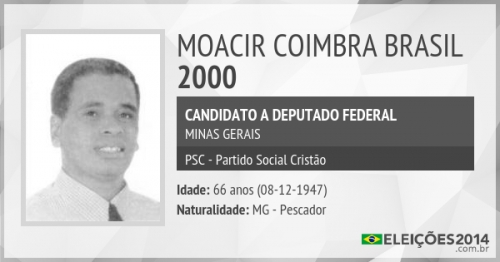 MOACIR COIMBRA BRASIL
2000
CANDIDATO A DEPUTADO FEDERAL
MINAS GERAIS
PSC - Partido Social Cristão
Idade: 66 anos (08-12-1947)
Naturalidade: MG - Pescador
ELEIÇÕES2014
.com.br